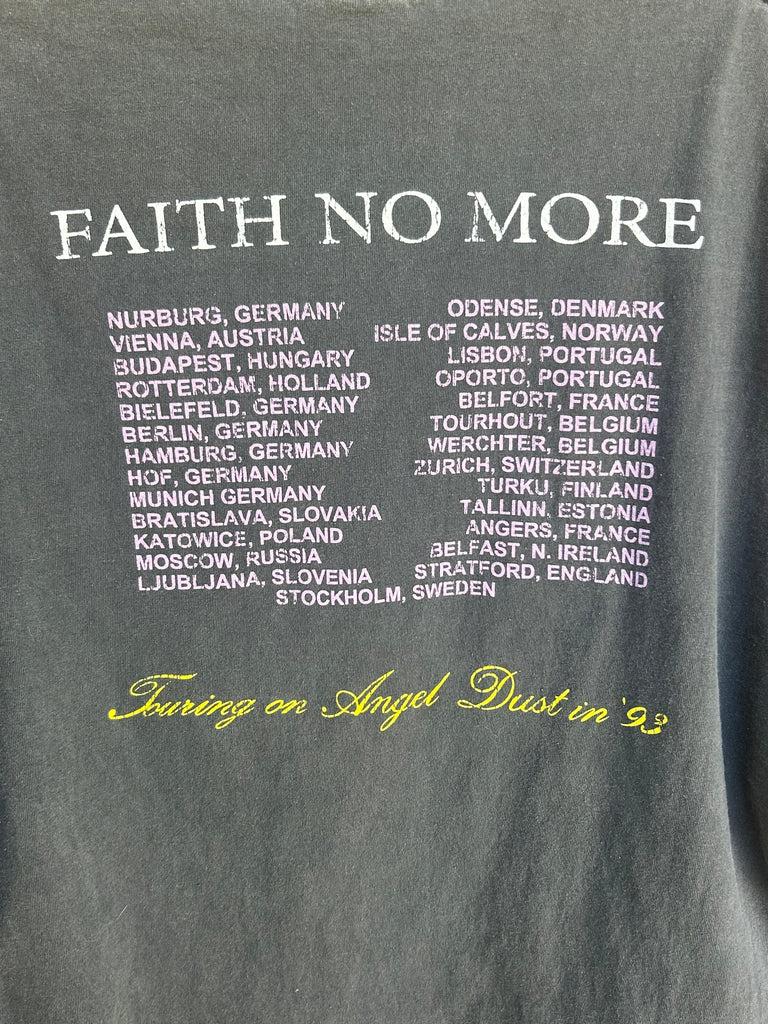 FAITH NO MORE
NURBURG, GERMANY
VIENNA, AUSTRIA
BUDAPEST, HUNGARY
ROTTERDAM, HOLLAND
BIELEFELD, GERMANY
BERLIN, GERMANY
HAMBURG, GERMANY
HOF, GERMANY
MUNICH GERMANY
BRATISLAVA, SLOVAKIA
KATOWICE, POLAND
MOSCOW, RUSSIA
LJUBLJANA, SLOVENIA
ODENSE, DENMARK
ISLE OF CALVES, NORWAY
LISBON, PORTUGAL
OPORTO, PORTUGAL
BELFORT, FRANCE
TOURHOUT, BELGIUM
WERCHTER, BELGIUM
ZURICH, SWITZERLAND
TURKU, FINLAND
TALLINN, ESTONIA
ANGERS, FRANCE
BELFAST, N. IRELAND
STRATFORD, ENGLAND
STOCKHOLM, SWEDEN
Touring on Angel Dust in '93